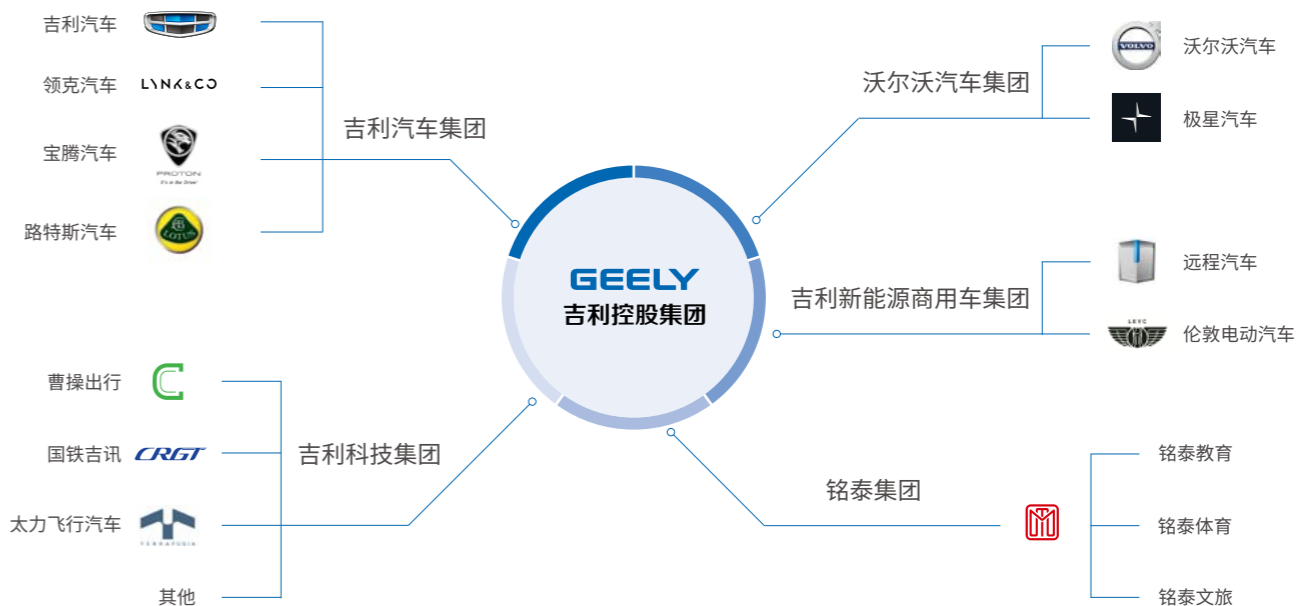 吉利汽车
领克汽车
LYNK&CO
宝腾汽车
PROTON
It's in the Drive
路特斯汽车
LOTUS
吉利汽车集团
沃尔沃汽车集团
VOLVO
沃尔沃汽车
极星汽车
GEELY
吉利控股集团
吉利新能源商用车集团
远程汽车
LEVC
伦敦电动汽车
曹操出行
国铁吉讯
CRGT
太力飞行汽车
TERRAFUGIA
其他
吉利科技集团
铭泰集团
铭泰教育
铭泰体育
铭泰文旅